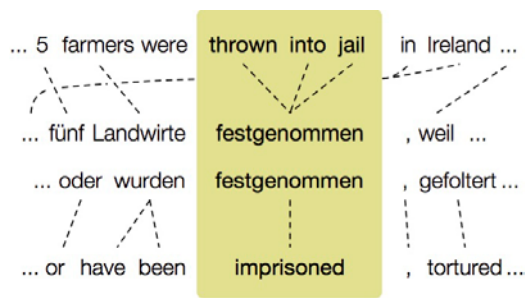 ... 5 farmers were thrown into jail in Ireland ...
... fünf Landwirte festgenommen , weil ...
... oder wurden festgenommen , gefoltert ...
... or have been imprisoned , tortured ...